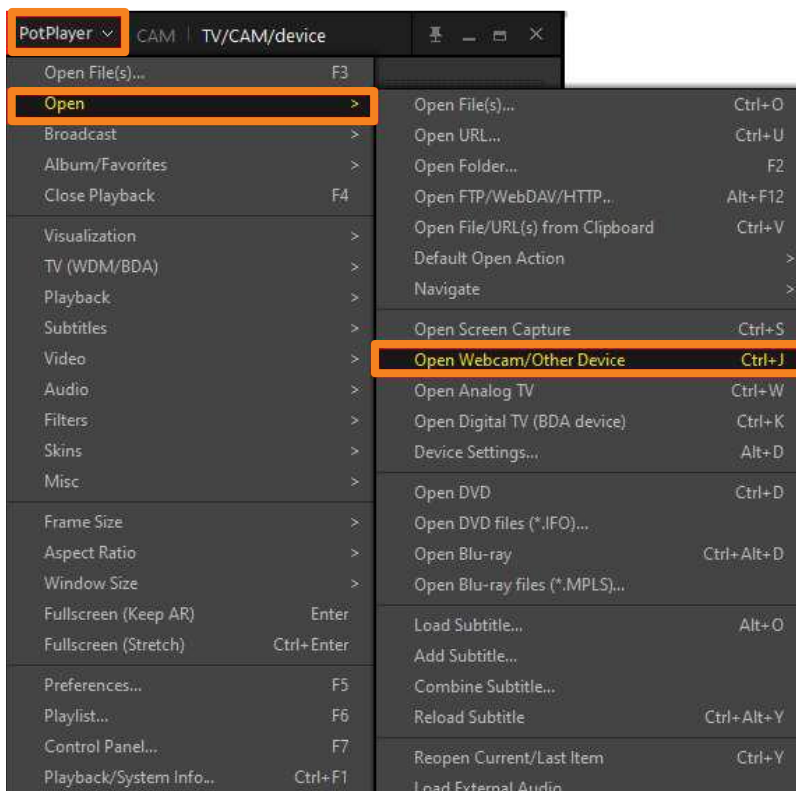 PotPlayer CAM TV/CAM/device
Open File(s)... F3
Open >
Broadcast >
Album/Favorites >
Close Playback F4
Visualization >
TV (WDM/BDA) >
Playback >
Subtitles >
Video >
Audio >
Filters >
Skins >
Misc >
Frame Size >
Aspect Ratio >
Window Size >
Fullscreen (Keep AR) Enter
Fullscreen (Stretch) Ctrl+Enter
Preferences... F5
Playlist... F6
Control Panel... F7
Playback/System Info... Ctrl+F1
Open File(s)... Ctrl+O
Open URL... Ctrl+U
Open Folder... F2
Open FTP/WebDAV/HTTP... Alt+F12
Open File/URL(s) from Clipboard Ctrl+V
Default Open Action >
Navigate >
Open Screen Capture Ctrl+S
Open Webcam/Other Device Ctrl+J
Open Analog TV Ctrl+W
Open Digital TV (BDA device) Ctrl+K
Device Settings... Alt+D
Open DVD Ctrl+D
Open DVD files (*.IFO)...
Open Blu-ray Ctrl+Alt+D
Open Blu-ray files (*.MPLS)...
Load Subtitle... Alt+O
Add Subtitle...
Combine Subtitle...
Reload Subtitle Ctrl+Alt+Y
Reopen Current/Last Item Ctrl+Y
Load External Audio